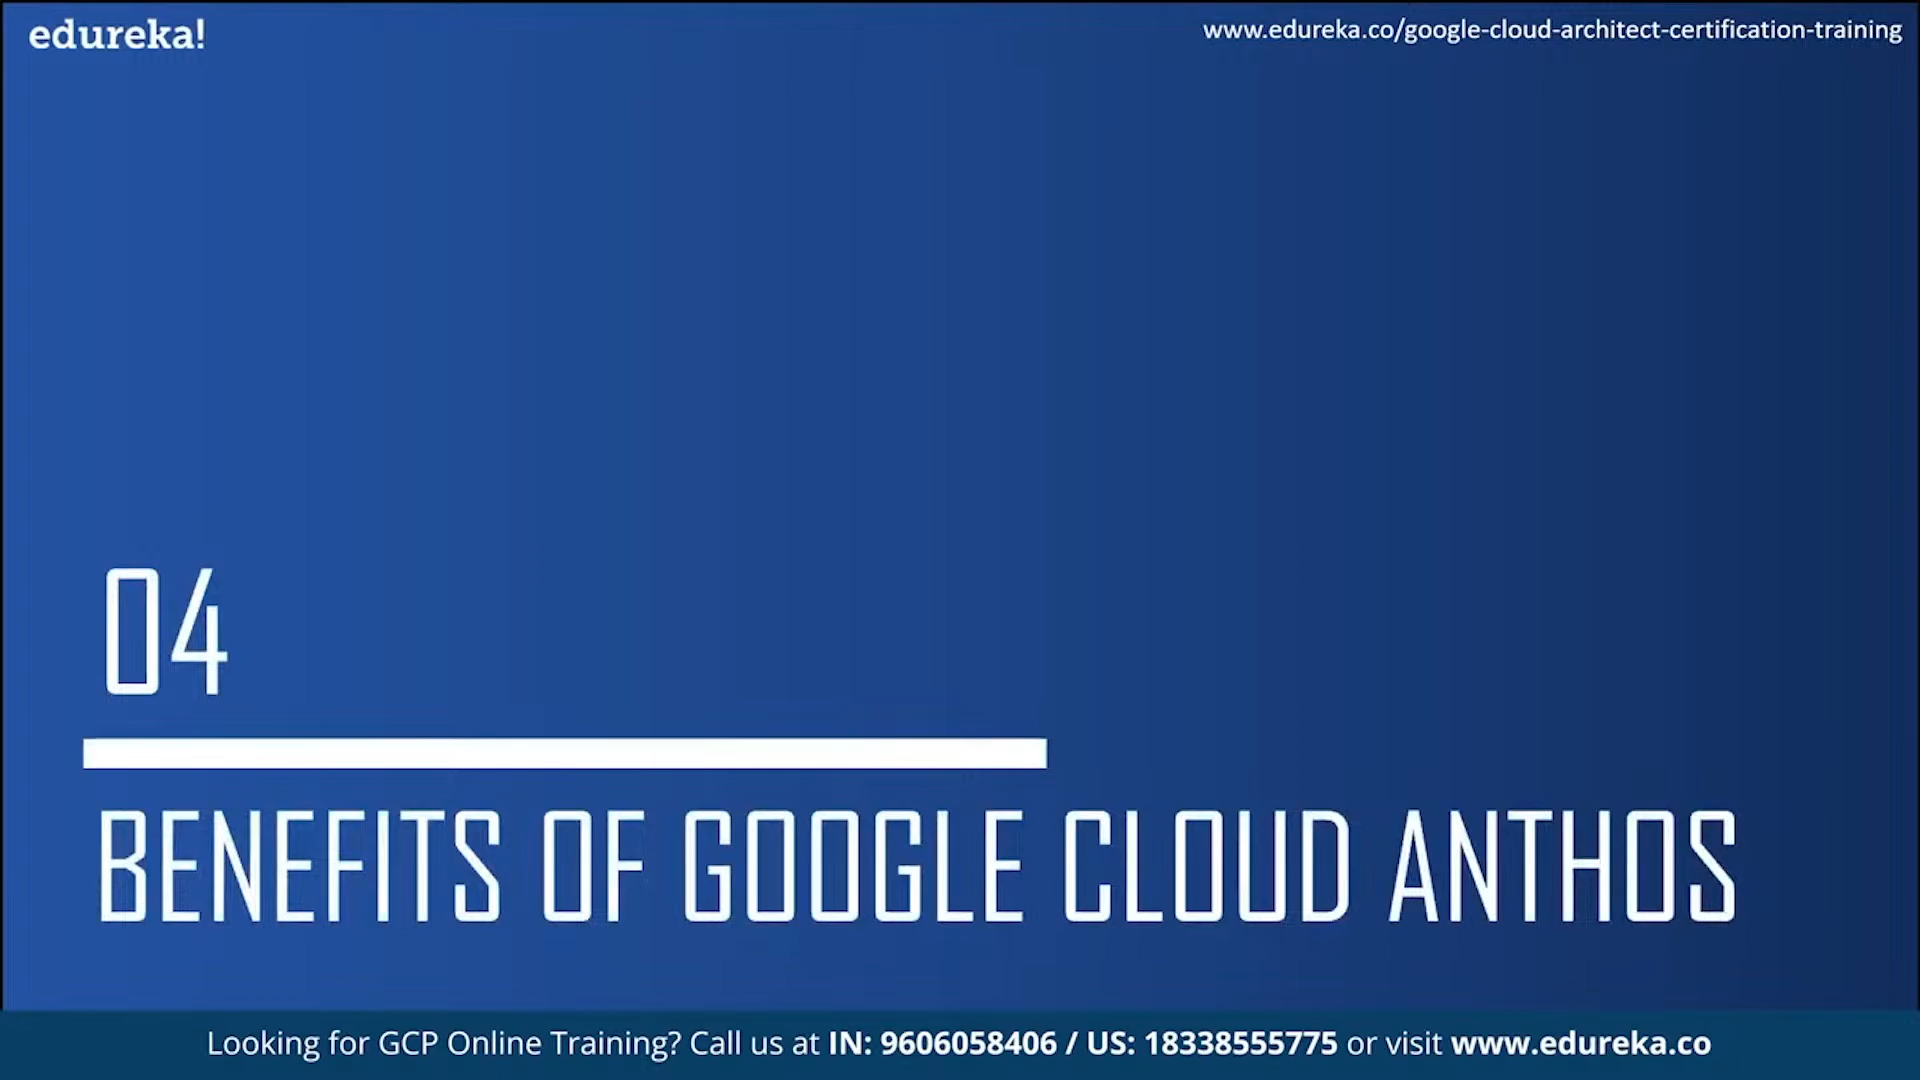 edureka!
www.edureka.co/google-cloud-architect-certification-training
04
BENEFITS OF GOOGLE CLOUD ANTHOS
Looking for GCP Online Training? Call us at IN: 9606058406 / US: 18338555775 or visit www.edureka.co